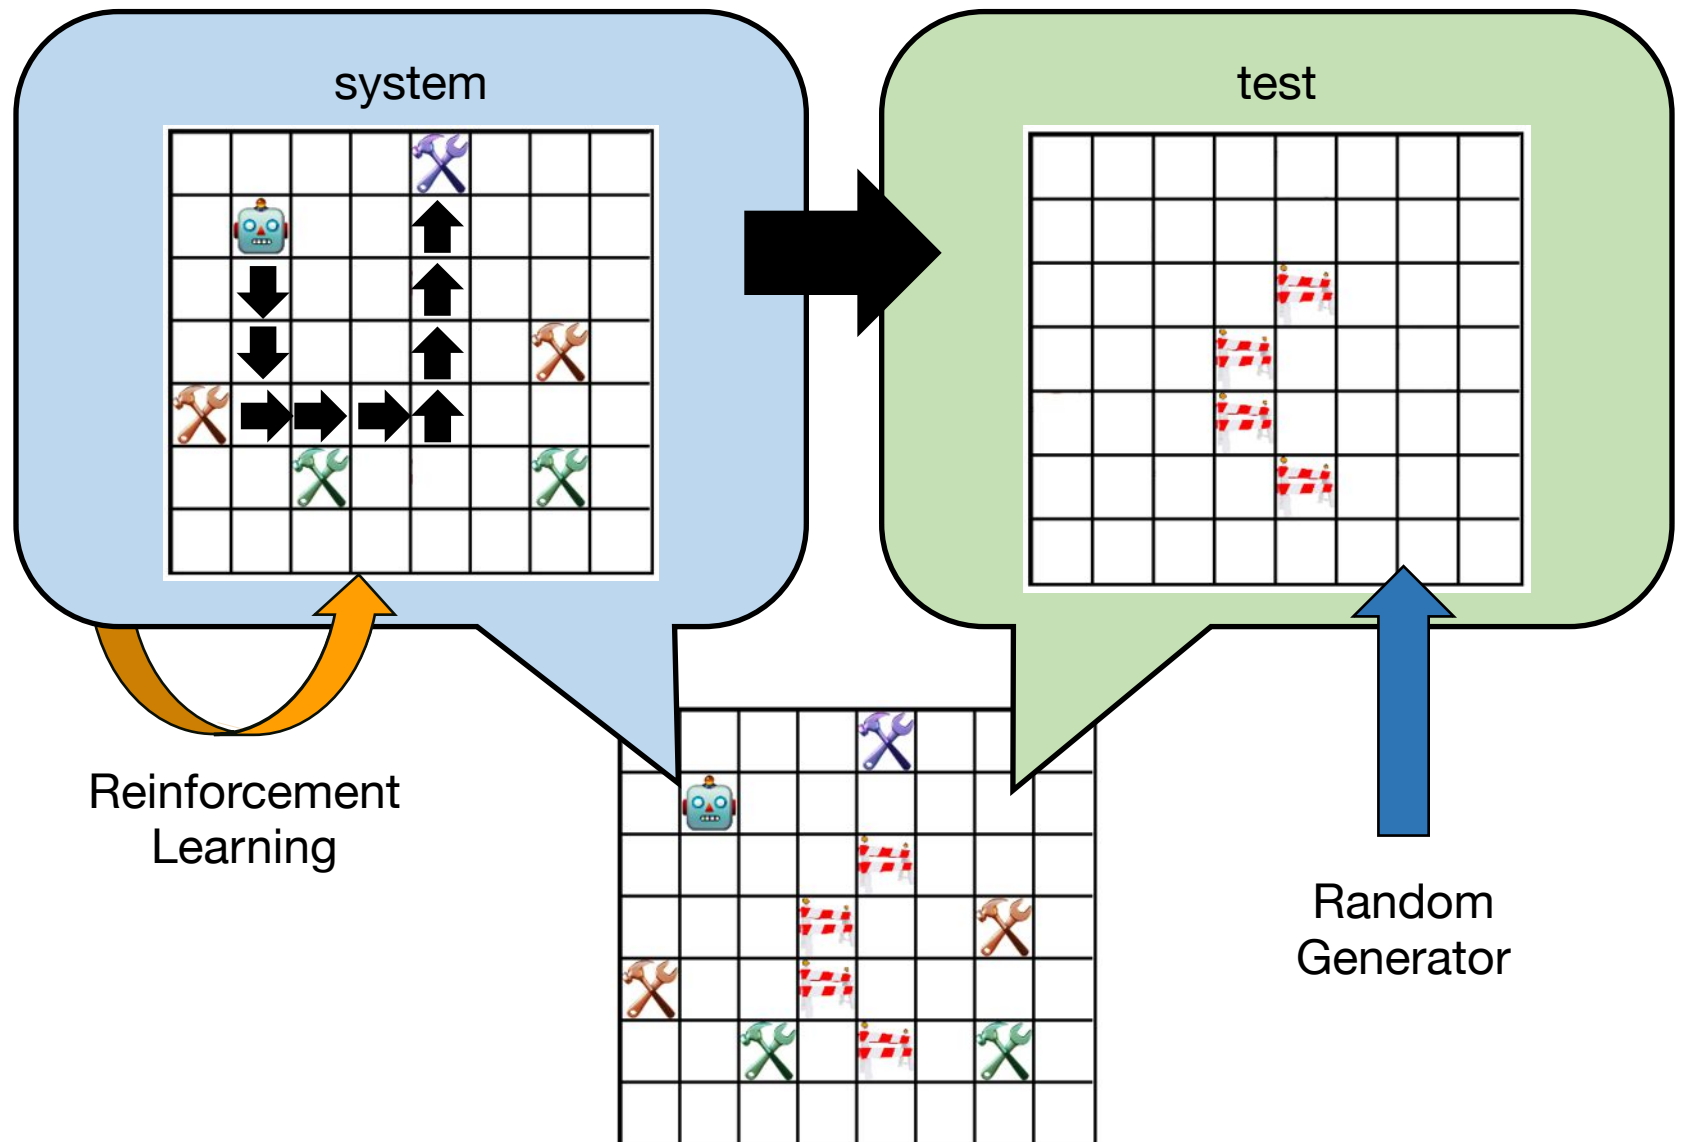 system
test
Reinforcement
Learning
Random
Generator